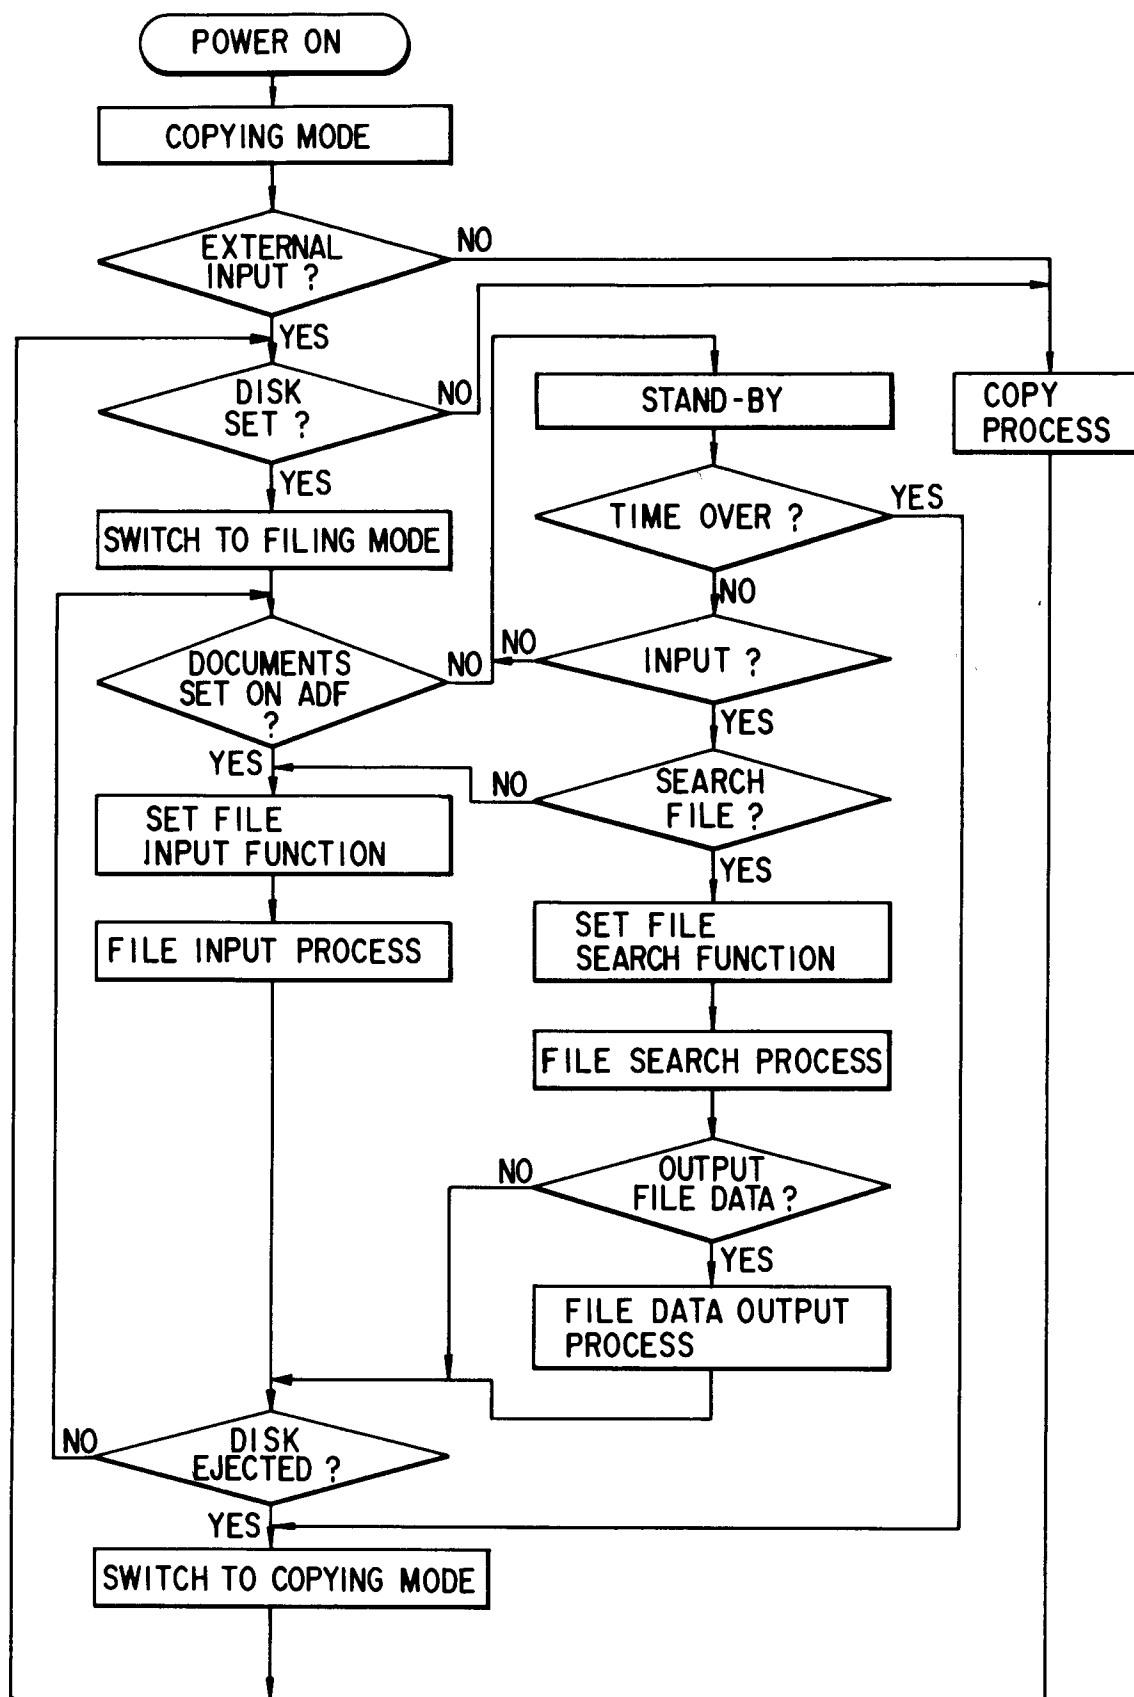 POWER ON
COPYING MODE
EXTERNAL
INPUT ?
NO
YES
DISK
SET ?
NO
YES
STAND-BY
COPY
PROCESS
TIME OVER ?
YES
NO
SWITCH TO FILING MODE
DOCUMENTS
SET ON ADF
?
NO
YES
INPUT ?
NO
YES
SEARCH
FILE ?
NO
YES
SET FILE
INPUT FUNCTION
FILE INPUT PROCESS
SET FILE
SEARCH FUNCTION
FILE SEARCH PROCESS
OUTPUT
FILE DATA ?
NO
YES
FILE DATA OUTPUT
PROCESS
DISK
EJECTED ?
NO
YES
SWITCH TO COPYING MODE